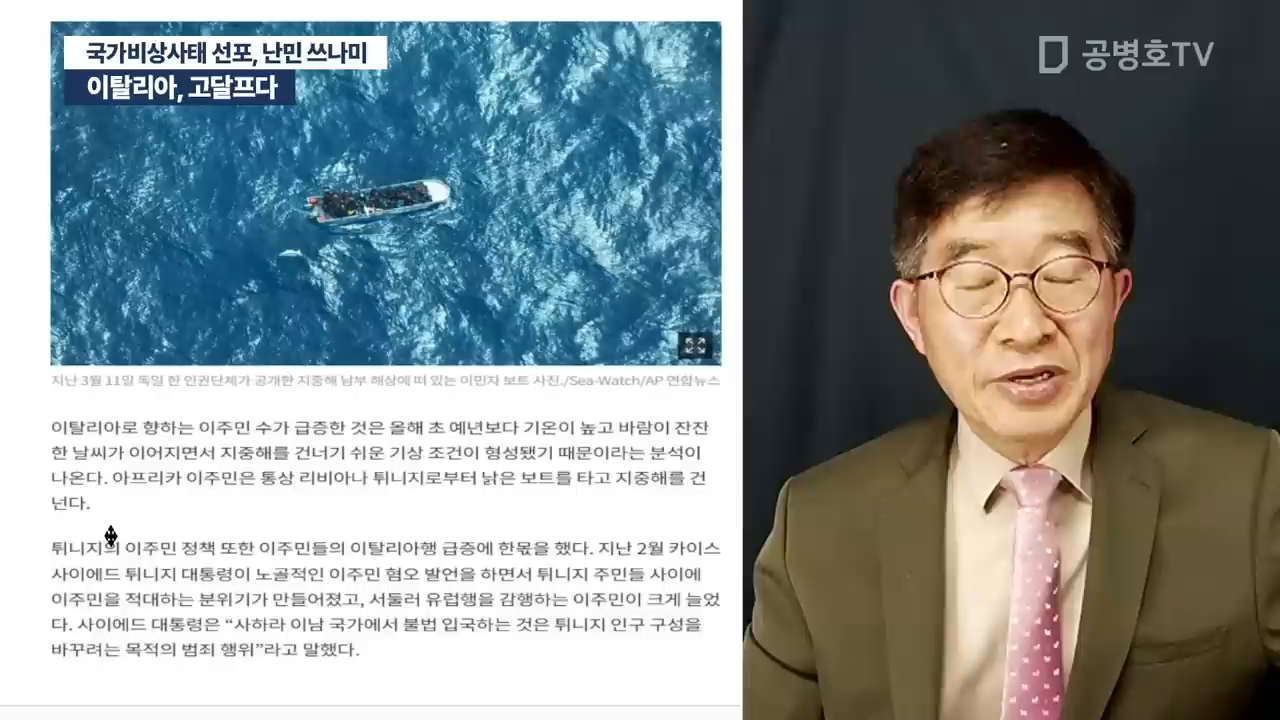 국가비상사태 선포, 난민 쓰나미
이탈리아, 고달프다
공병호TV
지난 3월 11일 독일 한 인권단체가 공개한 지중해 남부 해상에 떠 있는 이민자 보트 사진./Sea-Watch/AP 연합뉴스
이탈리아로 향하는 이주민 수가 급증한 것은 올해 초 예년보다 기온이 높고 바람이 잔잔
한 날씨가 이어지면서 지중해를 건너기 쉬운 기상 조건이 형성됐기 때문이라는 분석이
나온다. 아프리카 이주민은 통상 리비아나 튀니지로부터 낡은 보트를 타고 지중해를 건
넌다.
튀니지의 이주민 정책 또한 이주민들의 이탈리아행 급증에 한몫을 했다. 지난 2월 카이스
사이에드 튀니지 대통령이 노골적인 이주민 혐오 발언을 하면서 튀니지 주민들 사이에
이주민을 적대하는 분위기가 만들어졌고, 서둘러 유럽행을 감행하는 이주민이 크게 늘었
다. 사이에드 대통령은 “사하라 이남 국가에서 불법 입국하는 것은 튀니지 인구 구성을
바꾸려는 목적의 범죄 행위”라고 말했다.